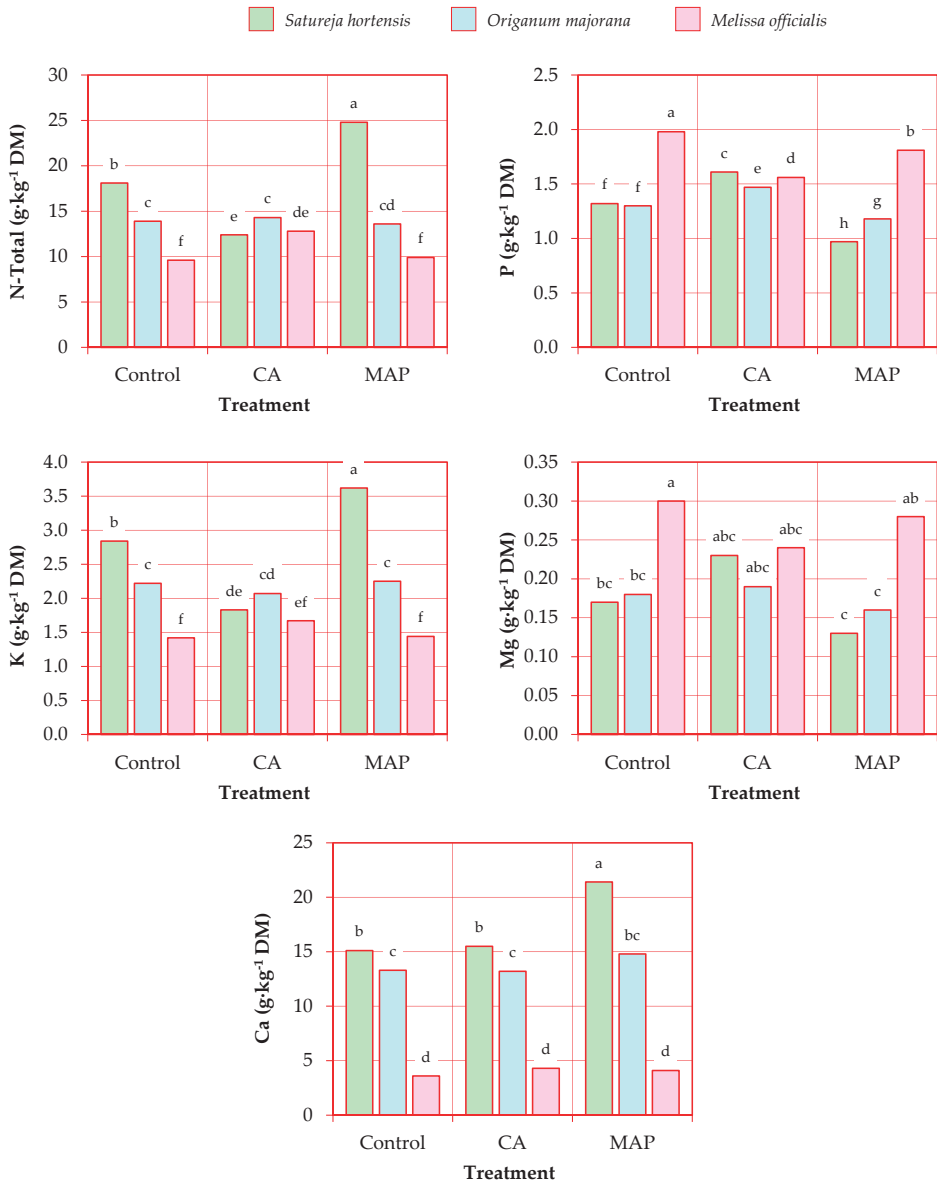 Satureja hortensis Origanum majorana Melissa officialis
N-Total (g·kg⁻¹ DM)
30
25
20
15
10
5
0
b c f e c de a cd f
Control CA MAP
Treatment
P (g·kg⁻¹ DM)
2.5
2.0
1.5
1.0
0.5
0.0
f f a c e d h g b
Control CA MAP
Treatment
K (g·kg⁻¹ DM)
4.0
3.5
3.0
2.5
2.0
1.5
1.0
0.5
0.0
b c f de cd ef a c f
Control CA MAP
Treatment
Mg (g·kg⁻¹ DM)
0.35
0.30
0.25
0.20
0.15
0.10
0.05
0.00
bc bc a abc abc abc c c ab
Control CA MAP
Treatment
Ca (g·kg⁻¹ DM)
25
20
15
10
5
0
b c d b c d a bc d
Control CA MAP
Treatment